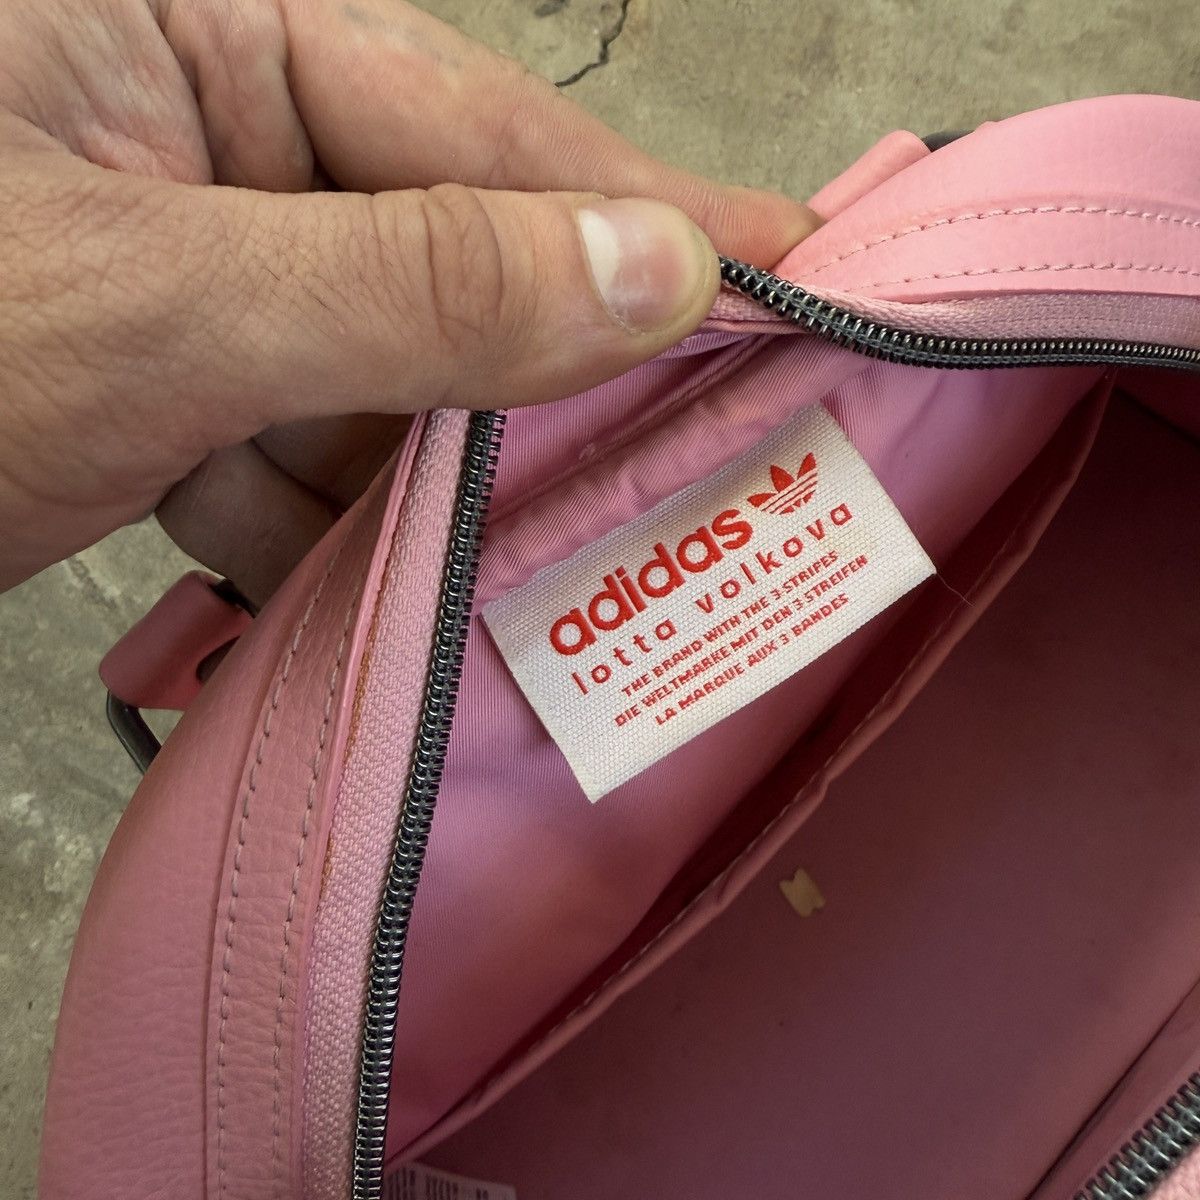 adidas
lotta volkova
THE BRAND WITH THE 3 STRIPES
DIE WELTMARKE MIT DEN 3 STREIFEN
LA MARQUE AUX 3 BANDES